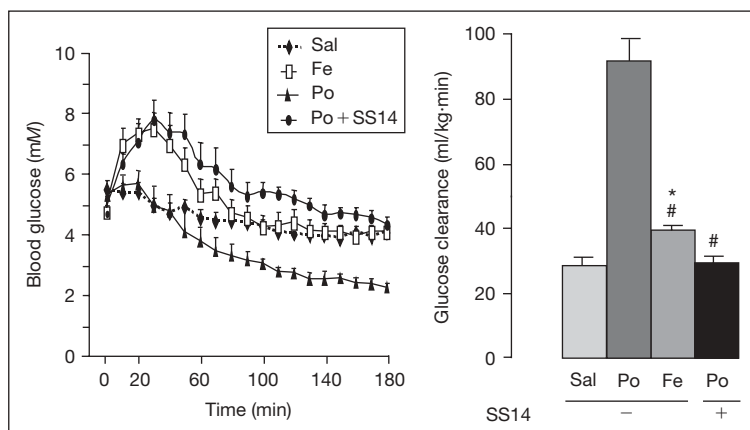 Blood glucose (mM)
10
8
6
4
2
0
0 20 60 100 140 180
Time (min)
Sal
Fe
Po
Po + SS14
Glucose clearance (ml/kg·min)
100
80
60
40
20
0
*
#
#
Sal Po Fe Po
SS14 − +